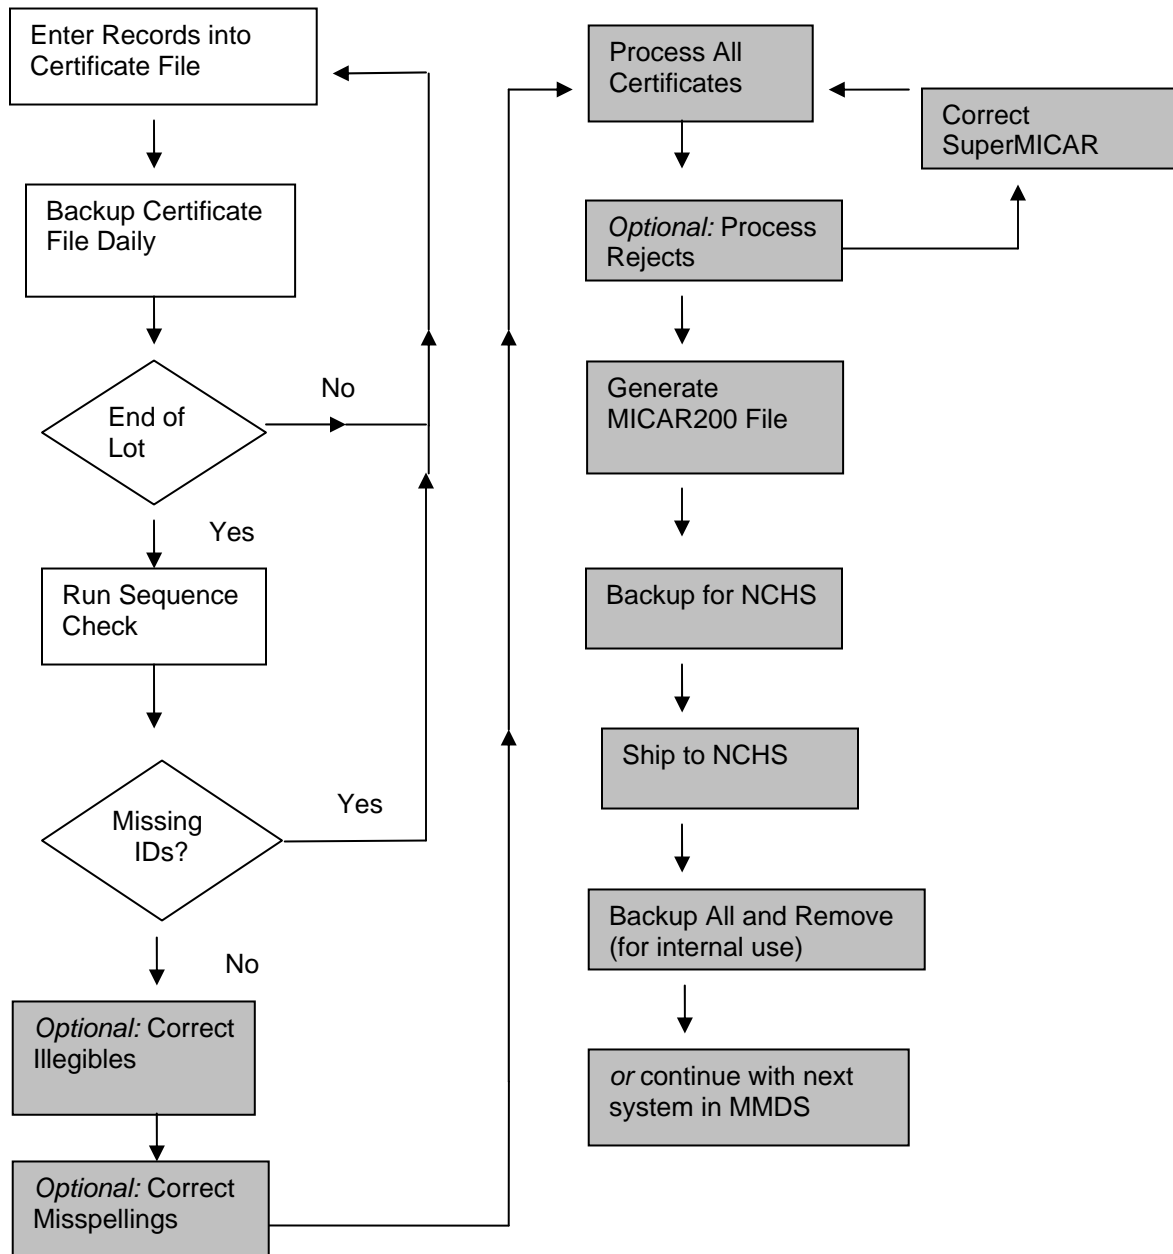 Enter Records into
Certificate File
Backup Certificate
File Daily
End of
Lot
No
Yes
Run Sequence
Check
Missing
IDs?
Yes
No
Optional: Correct
Illegibles
Optional: Correct
Misspellings
Process All
Certificates
Correct
SuperMICAR
Optional: Process
Rejects
Generate
MICAR200 File
Backup for NCHS
Ship to NCHS
Backup All and Remove
(for internal use)
or continue with next
system in MMDS